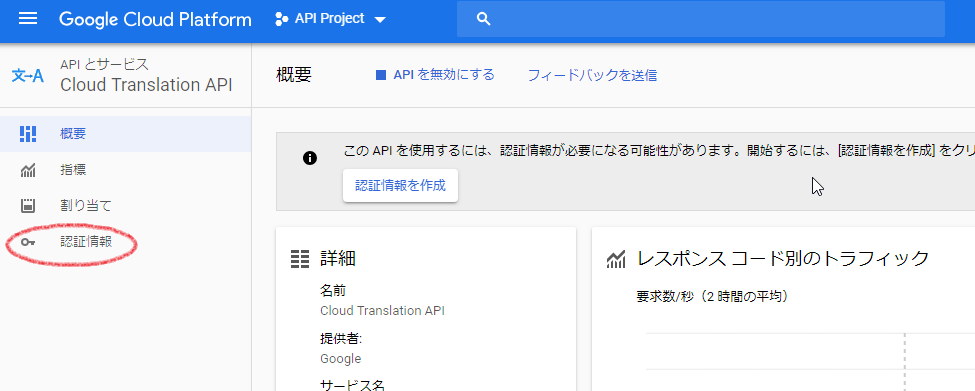 Google Cloud Platform
API Project
API とサービス
Cloud Translation API
概要
API を無効にする
フィードバックを送信
概要
指標
割り当て
認証情報
この API を使用するには、認証情報が必要になる可能性があります。開始するには、[認証情報を作成] をクリ
認証情報を作成
詳細
名前
Cloud Translation API
提供者:
Google
サービス名
レスポンス コード別のトラフィック
要求数/秒（2 時間の平均）